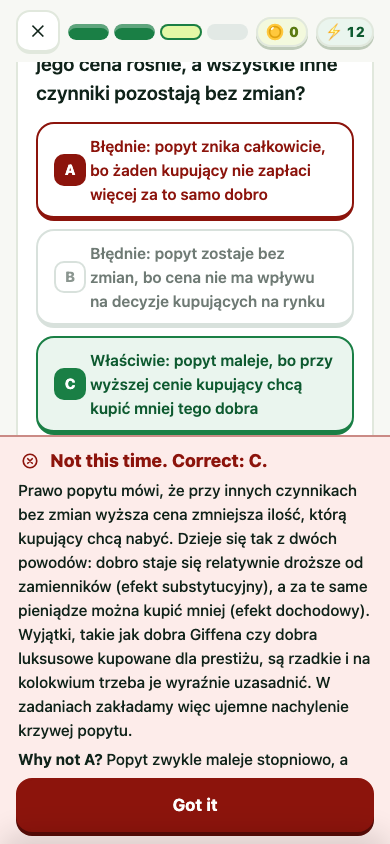 0
12
jego cena rośnie, a wszystkie inne
czynniki pozostają bez zmian?
A
Błędnie: popyt znika całkowicie,
bo żaden kupujący nie zapłaci
więcej za to samo dobro
B
Błędnie: popyt zostaje bez
zmian, bo cena nie ma wpływu
na decyzje kupujących na rynku
C
Właściwie: popyt maleje, bo przy
wyższej cenie kupujący chcą
kupić mniej tego dobra
Not this time. Correct: C.
Prawo popytu mówi, że przy innych czynnikach
bez zmian wyższa cena zmniejsza ilość, którą
kupujący chcą nabyć. Dzieje się tak z dwóch
powodów: dobro staje się relatywnie droższe od
zamienników (efekt substytucyjny), a za te same
pieniądze można kupić mniej (efekt dochodowy).
Wyjątki, takie jak dobra Giffena czy dobra
luksusowe kupowane dla prestiżu, są rzadkie i na
kolokwium trzeba je wyraźnie uzasadnić. W
zadaniach zakładamy więc ujemne nachylenie
krzywej popytu.
Why not A? Popyt zwykle maleje stopniowo, a
Got it